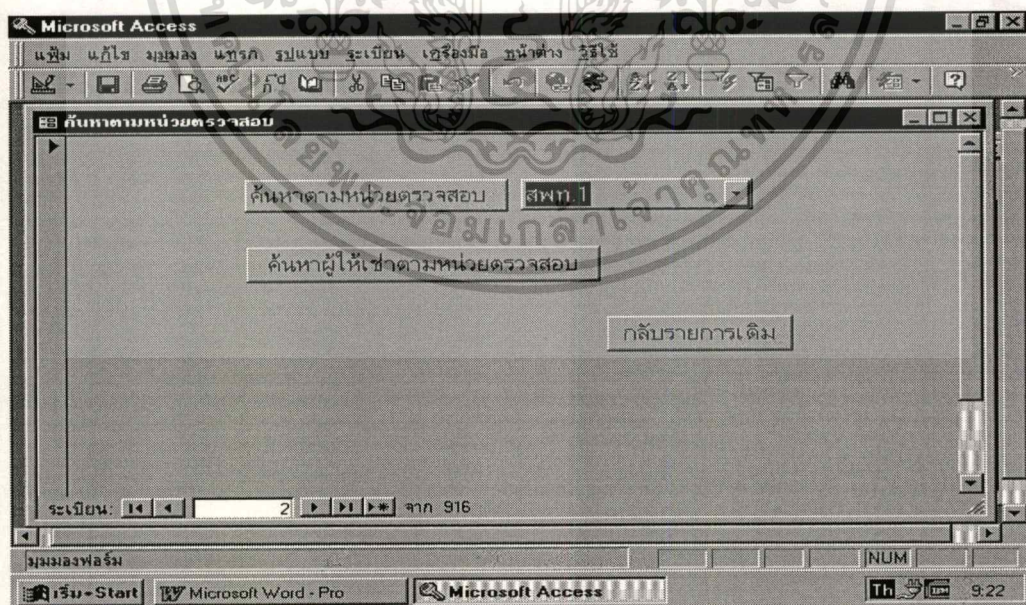 Microsoft Access
แฟ้ม แก้ไข มุมมอง แทรก รูปแบบ ระเบียน เครื่องมือ หน้าต่าง วิธีใช้
ค้นหาตามหน่วยตรวจสอบ
ค้นหาตามหน่วยตรวจสอบ สพท.1
ค้นหาผู้ให้เช่าตามหน่วยตรวจสอบ
กลับรายการเดิม
ระเบียน: 2 จาก 916
มุมมองฟอร์ม NUM
เริ่ม-Start Microsoft Word - Pro Microsoft Access Th 9:22